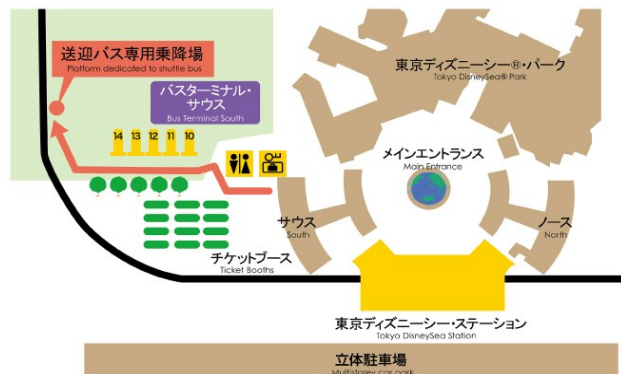 送迎バス専用乗降場
Platform dedicated to shuttle bus
バスターミナル・
サウス
Bus Terminal South
14 13 12 11 10
東京ディズニーシー®・パーク
Tokyo DisneySea® Park
メインエントランス
Main Entrance
サウス
South
ノース
North
チケットブース
Ticket Booths
東京ディズニーシー・ステーション
Tokyo DisneySea Station
立体駐車場
Multistorey car park